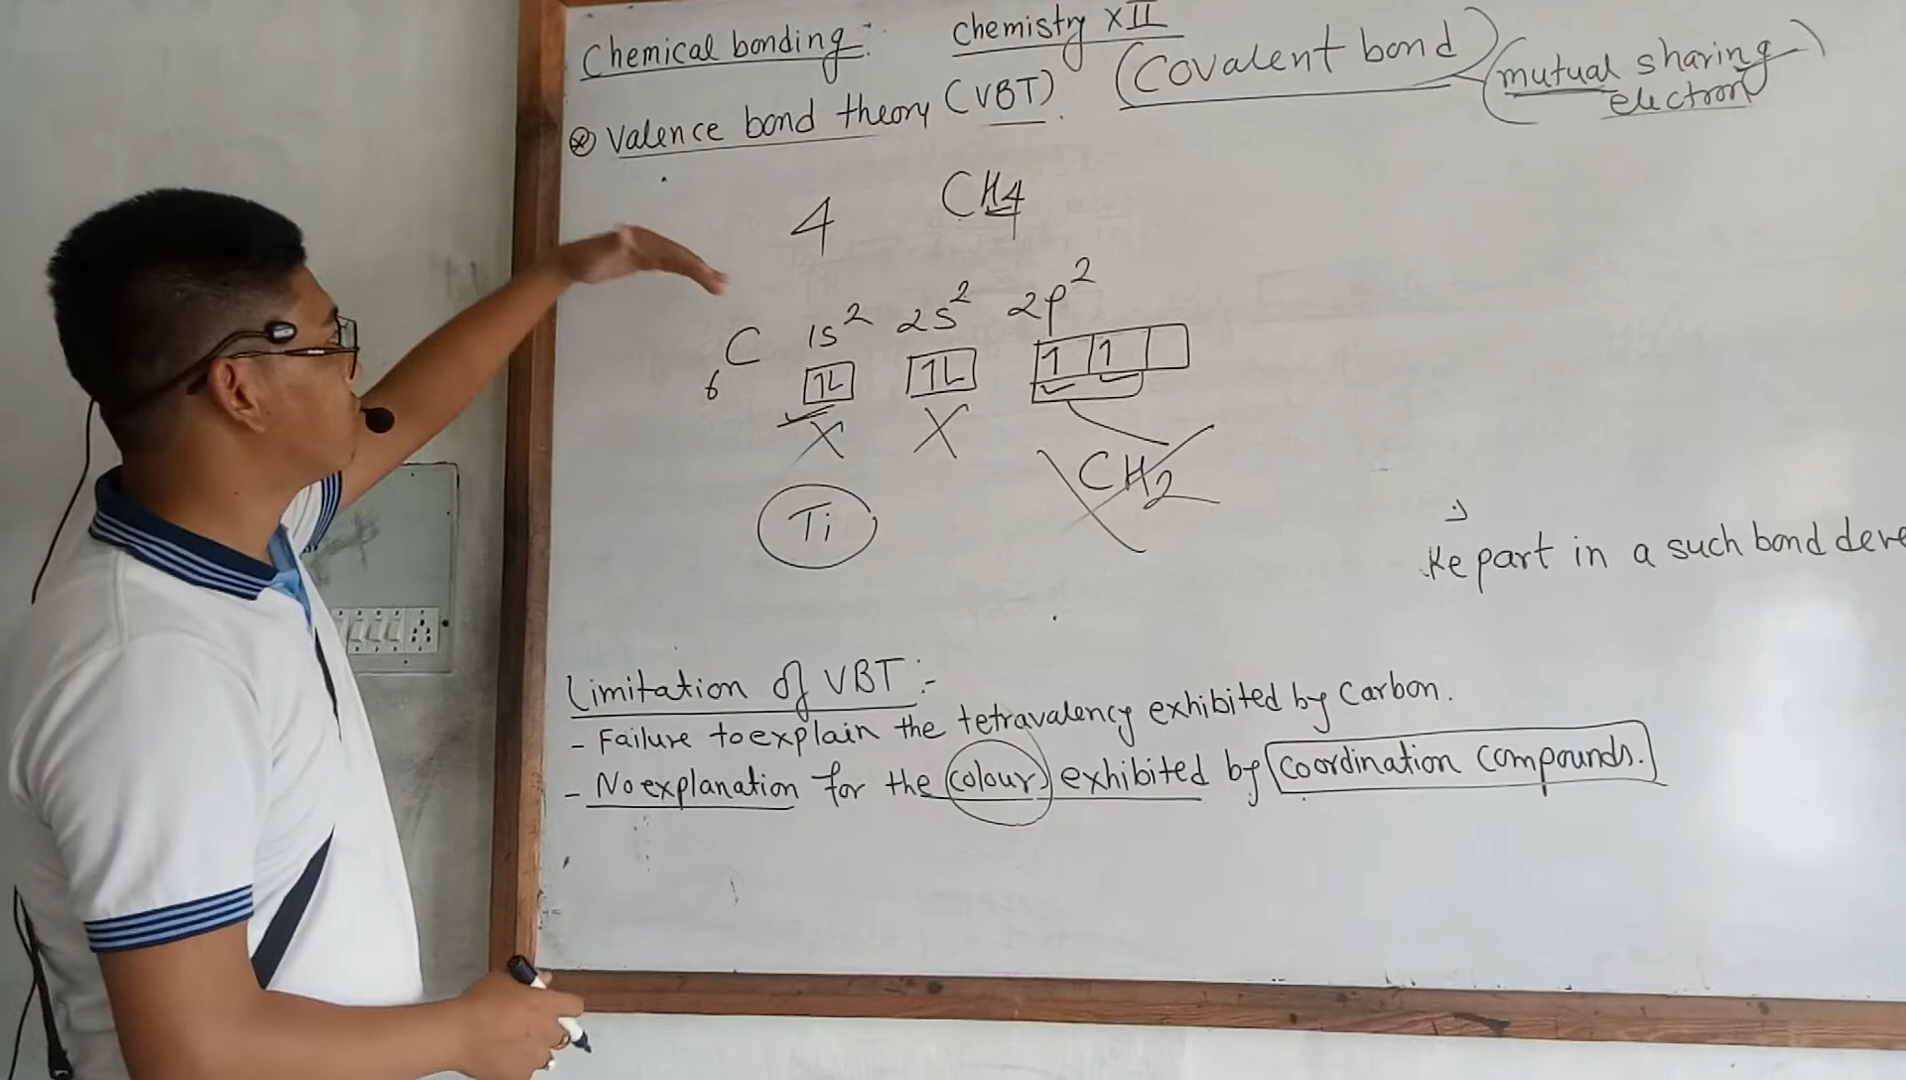 Chemical bonding:- Chemistry XII
⊛ Valence bond theory (VBT). (Covalent bond) (mutual sharing electron)
4 CH4
6C 1s² 2s² 2p²
1L 1L 1 1
X X
CH2
Ti
ke part in a such bond deve
Limitation of VBT:-
- Failure to explain the tetravalency exhibited by Carbon.
- No explanation for the colour exhibited by coordination compounds.